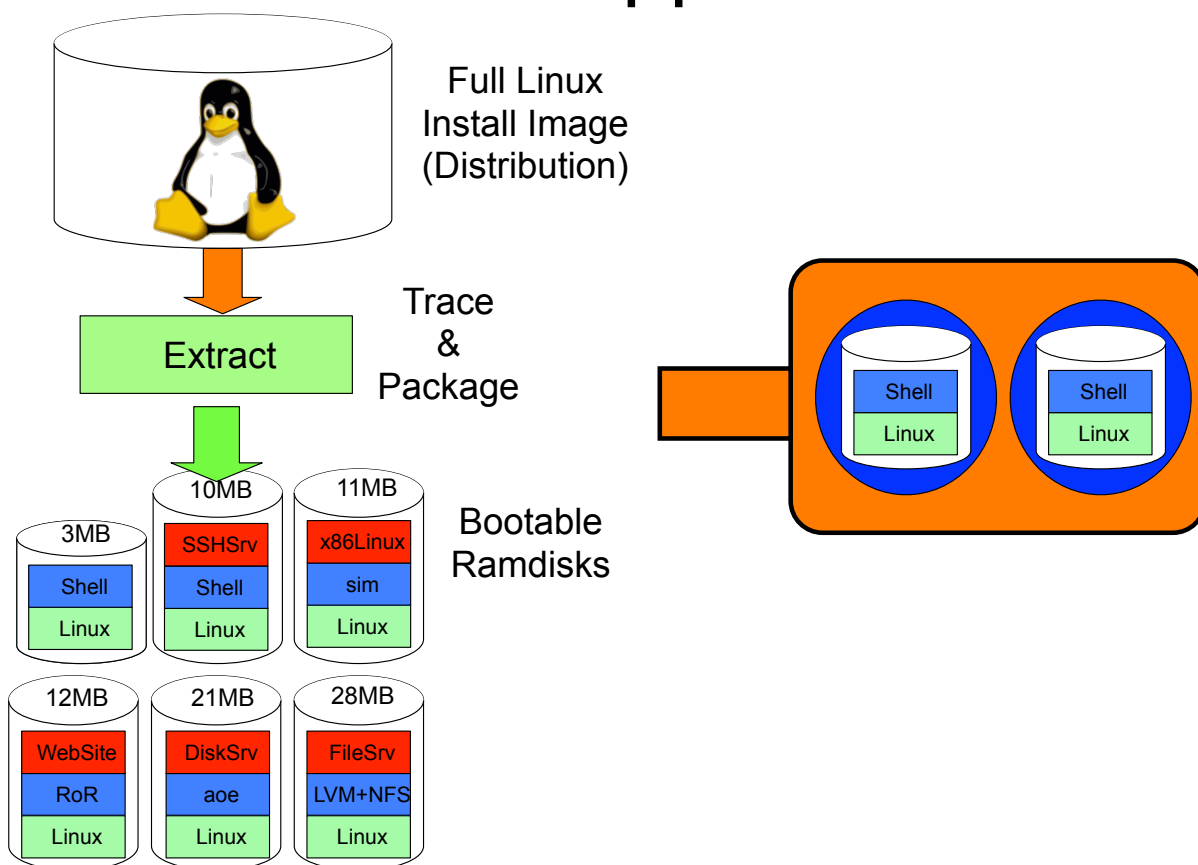 Full Linux
Install Image
(Distribution)
Trace
&
Package
Extract
Bootable
Ramdisks
3MB
Shell
Linux
10MB
SSHSrv
Shell
Linux
11MB
x86Linux
sim
Linux
12MB
WebSite
RoR
Linux
21MB
DiskSrv
aoe
Linux
28MB
FileSrv
LVM+NFS
Linux
Shell
Linux
Shell
Linux